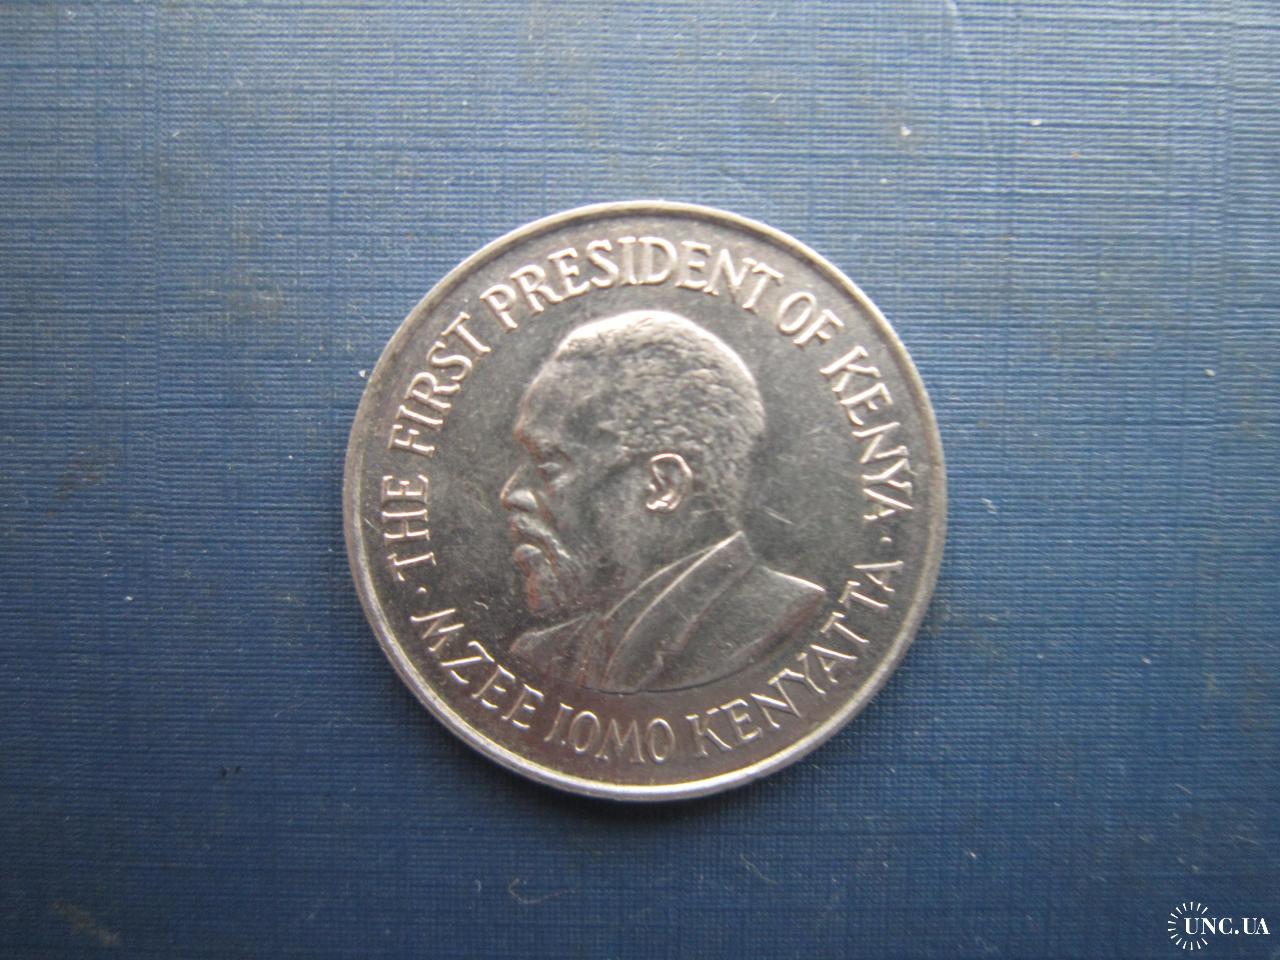 · THE FIRST PRESIDENT OF KENYA ·
MZEE JOMO KENYATTA
UNC.UA